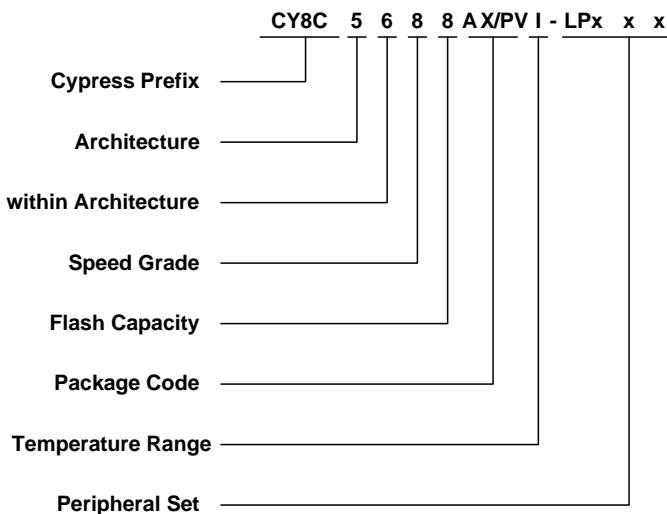 CY8C 5 6 8 8 A X/PV I - LPx x x
Cypress Prefix
Architecture
within Architecture
Speed Grade
Flash Capacity
Package Code
Temperature Range
Peripheral Set